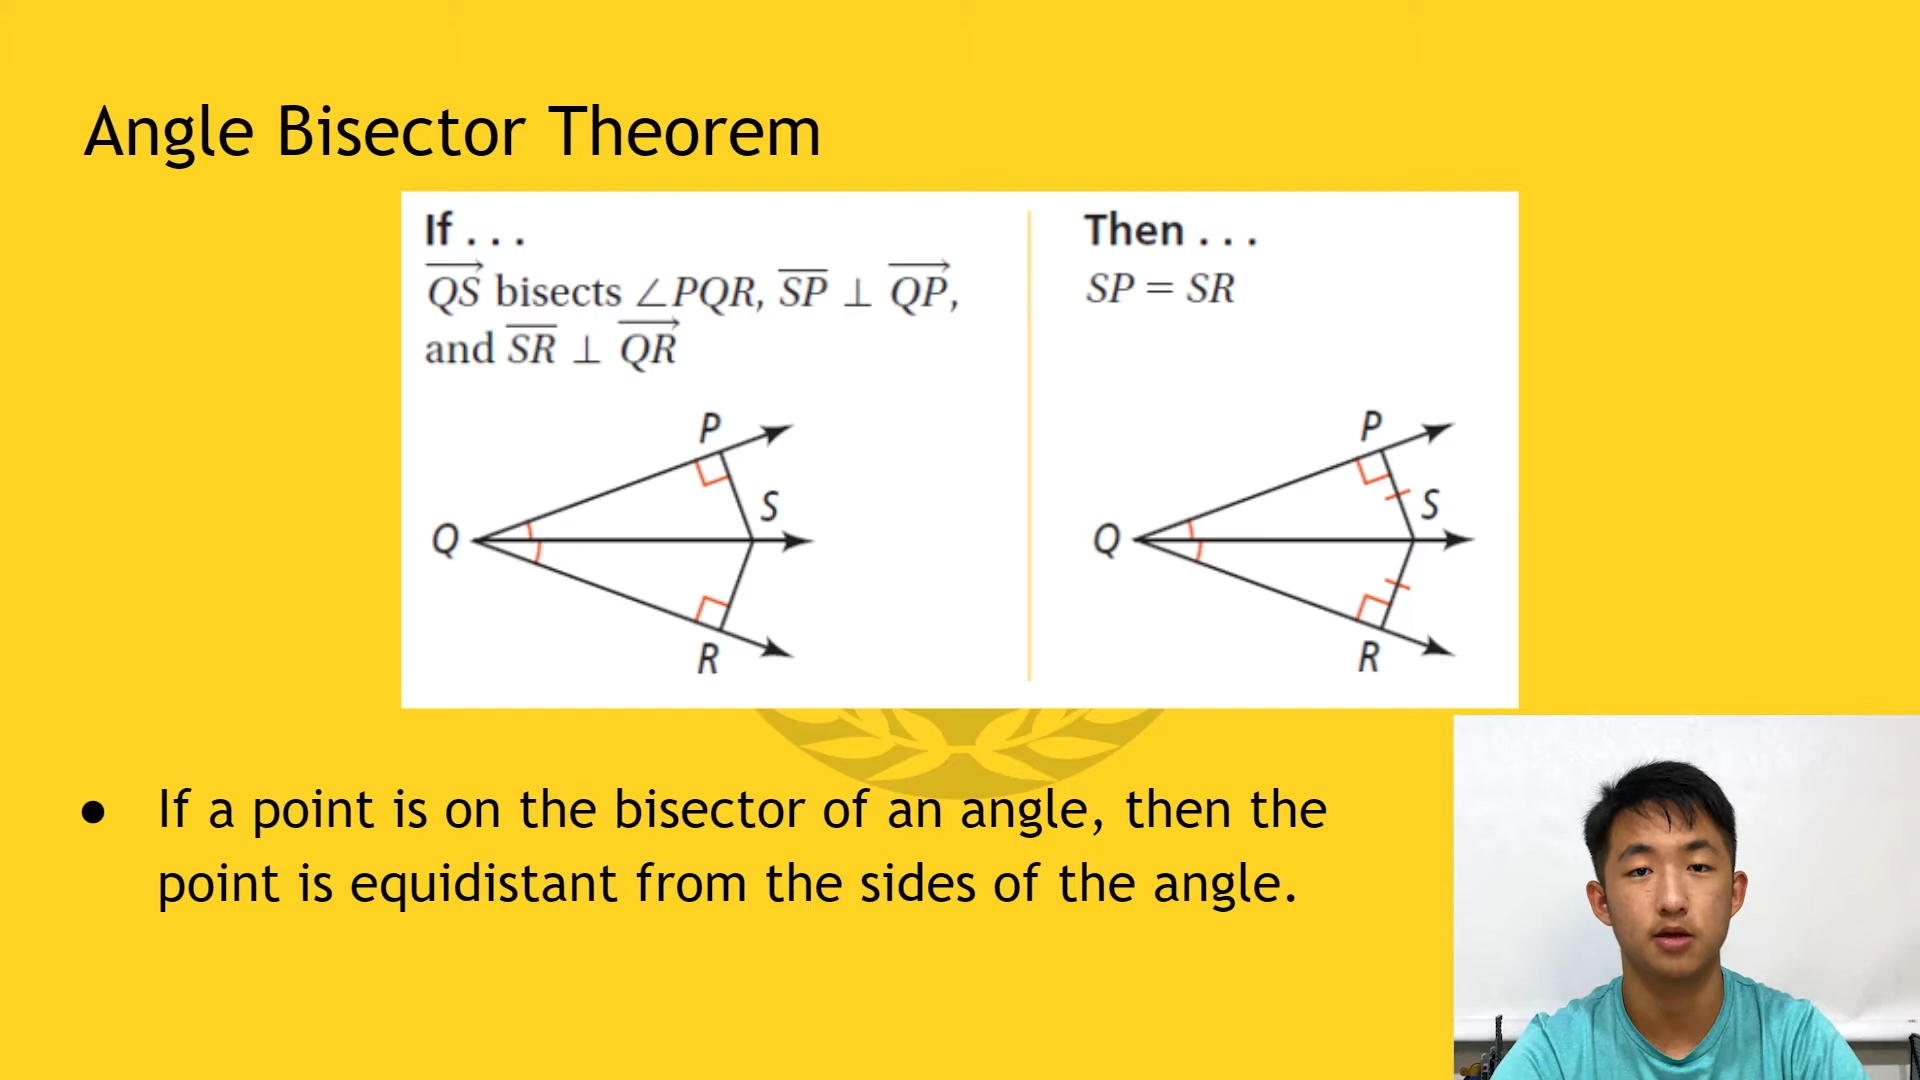 Angle Bisector Theorem
If . . .
QS bisects ∠PQR, SP ⊥ QP,
and SR ⊥ QR
Then . . .
SP = SR
P
S
Q
R
P
S
Q
R
● If a point is on the bisector of an angle, then the
point is equidistant from the sides of the angle.